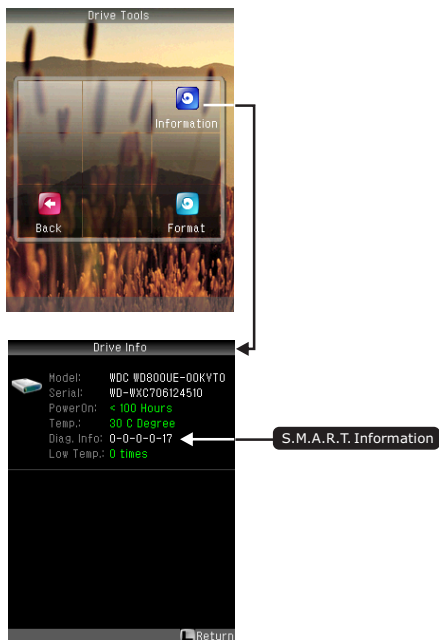 Drive Tools
Information
Back
Format
Drive Info
Model: WDC WD800UE-00KVT0
Serial: WD-WXC706124510
PowerOn: < 100 Hours
Temp.: 30 C Degree
Diag. Info: 0-0-0-0-17
S.M.A.R.T. Information
Low Temp.: 0 times
Return